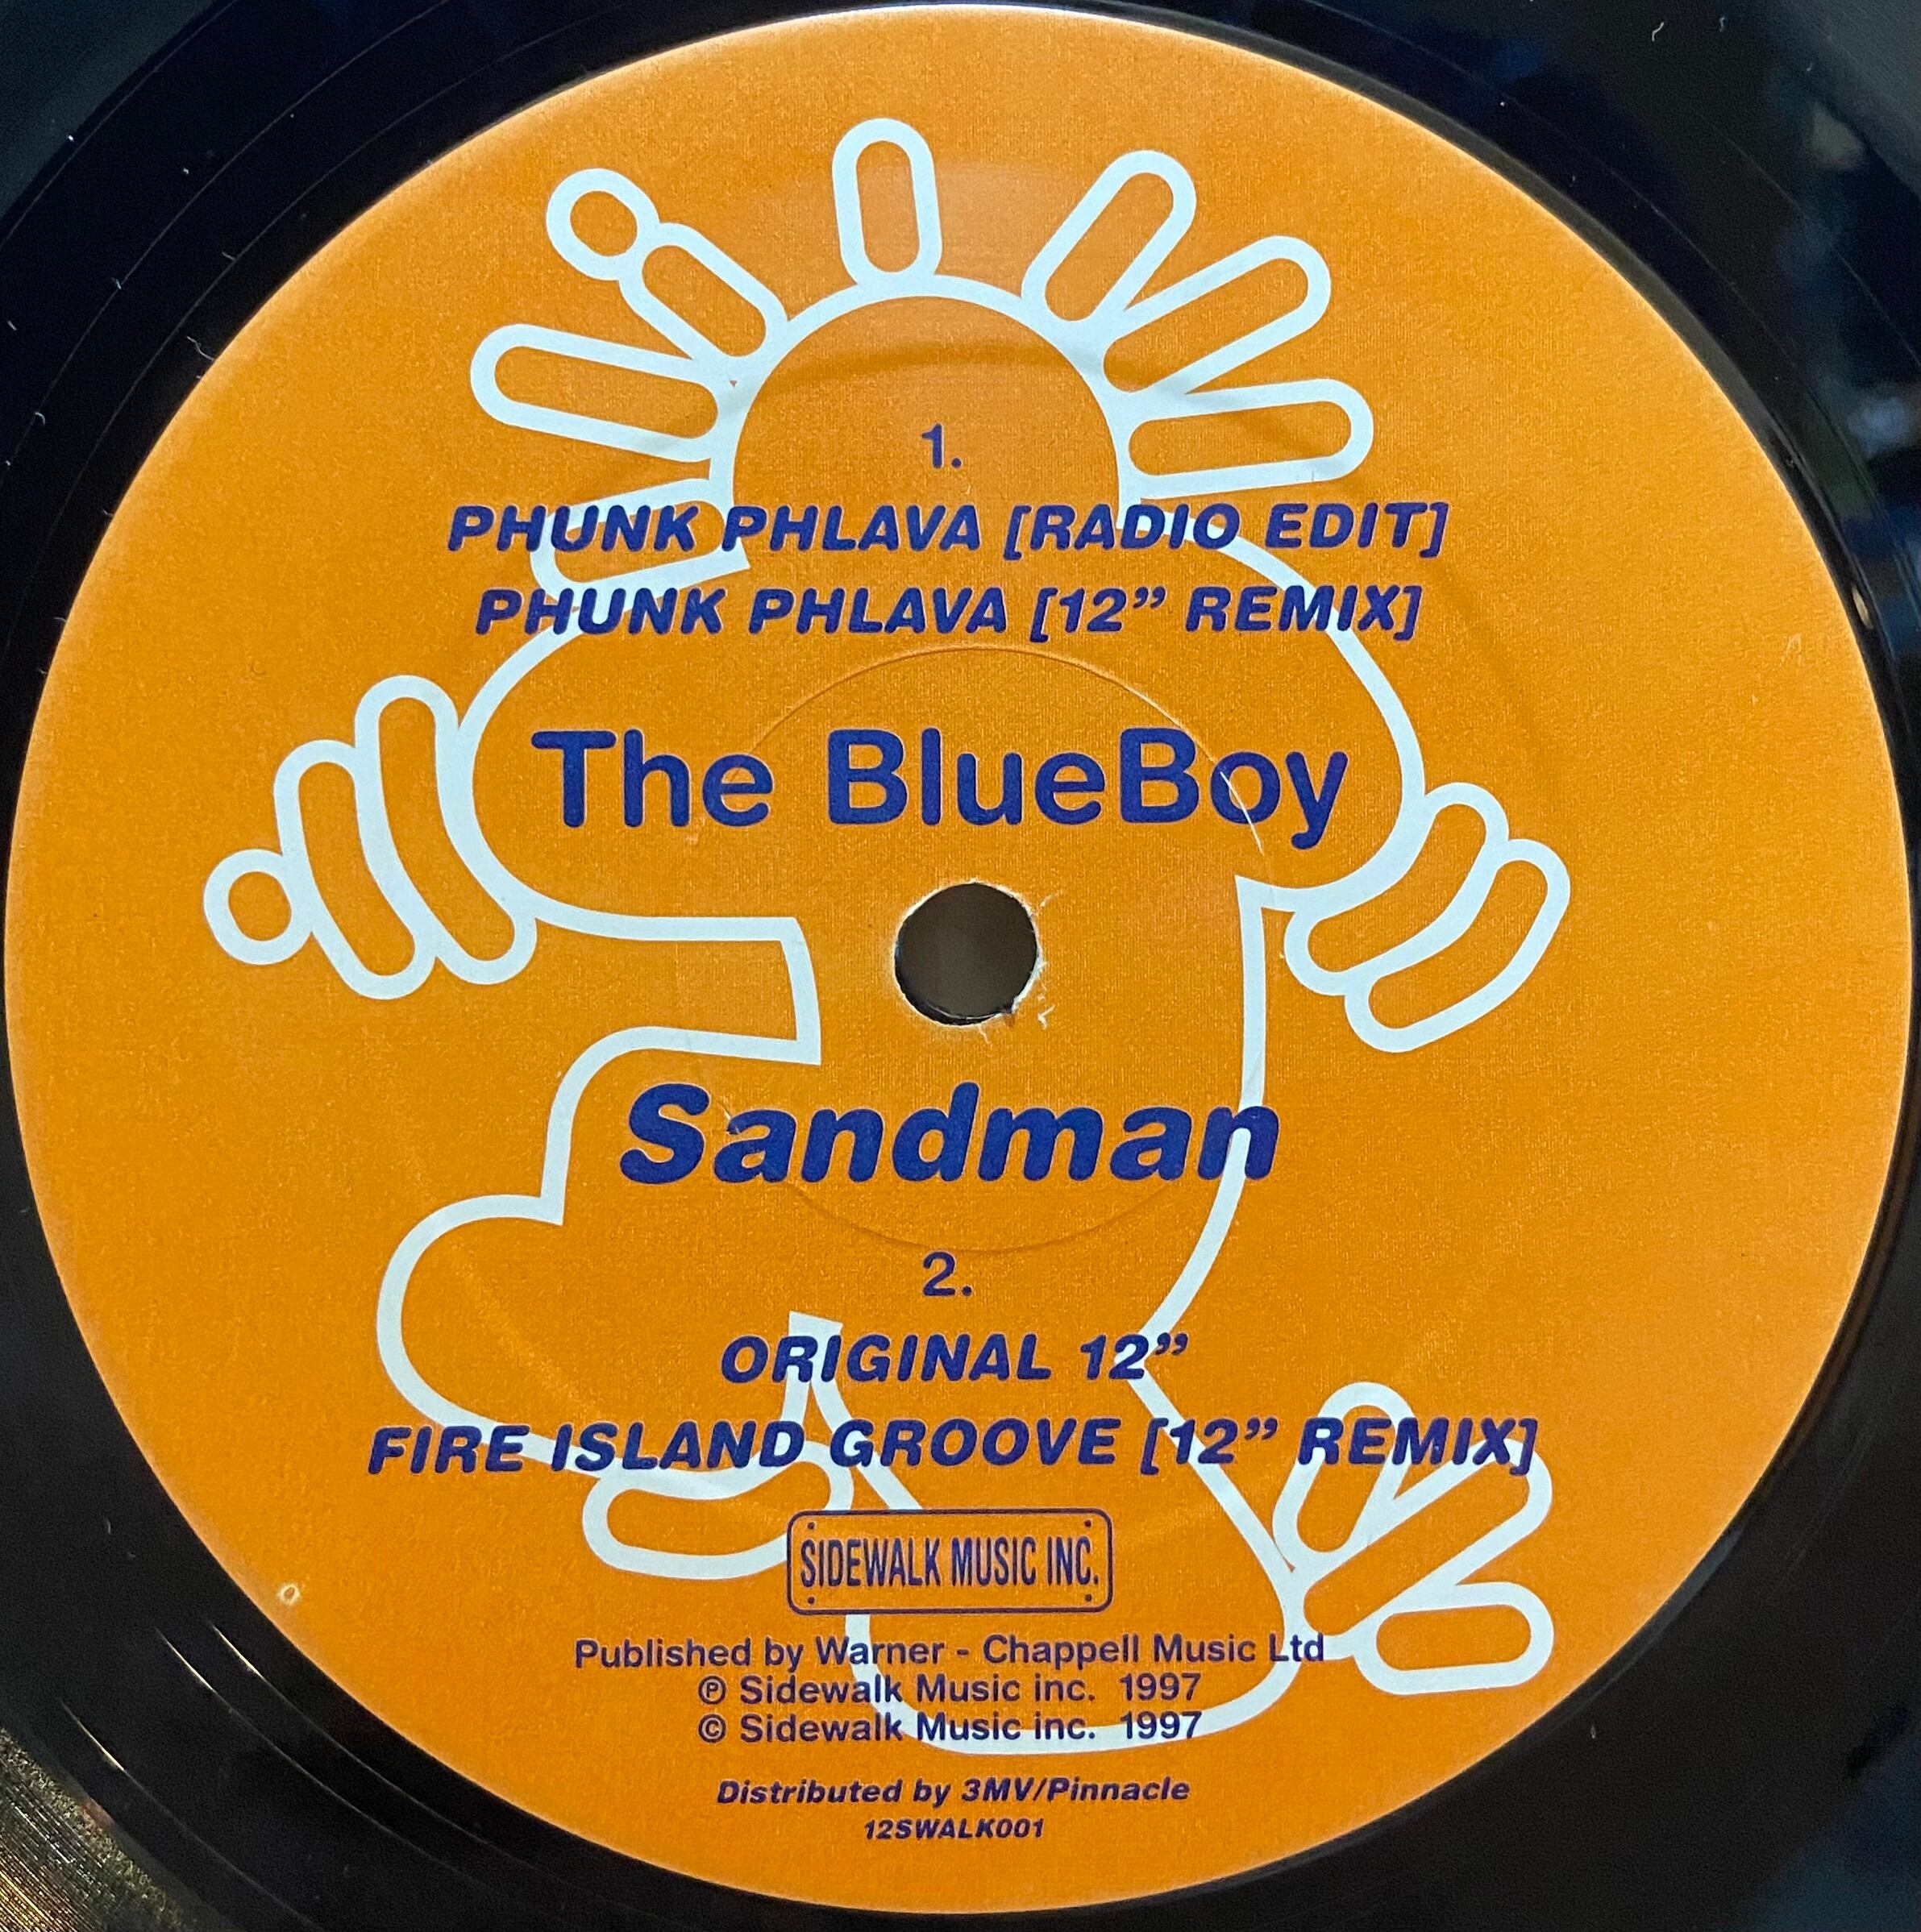 1.
PHUNK PHLAVA [RADIO EDIT]
PHUNK PHLAVA [12” REMIX]
The BlueBoy
Sandman
2.
ORIGINAL 12”
FIRE ISLAND GROOVE [12” REMIX]
SIDEWALK MUSIC INC.
Published by Warner - Chappell Music Ltd
℗ Sidewalk Music inc. 1997
© Sidewalk Music inc. 1997
Distributed by 3MV/Pinnacle
12SWALK001